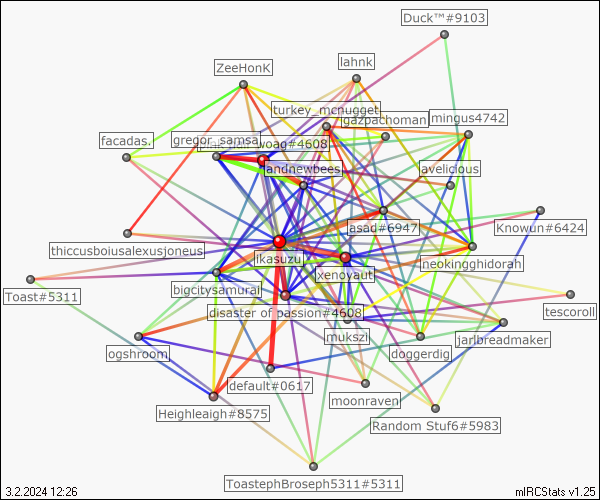 Duck™#9103
lahnk
ZeeHonK
turkey_mcnugget
gazpachoman
mingus4742
facadas.
gregor_samsa
woao#4608
andnewbees
avelicious
asad#6947
Knowun#6424
thiccusboiusalexusjoneus
ikasuzu
xenoyaut
neokingghidorah
Toast#5311
bigcitysamurai
disaster of passion#4608
tescoroll
mukszi
jarlbreadmaker
ogshroom
doggerdig
default#0617
moonraven
Heighleaigh#8575
Random Stuf6#5983
ToastephBroseph5311#5311
3.2.2024 12:26
mIRCStats v1.25